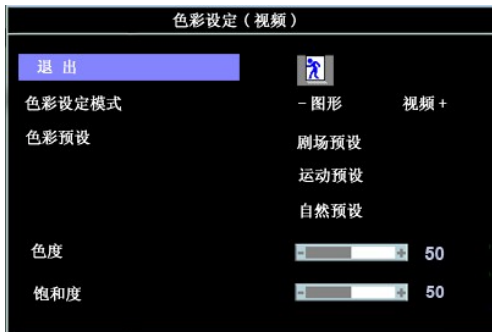 色彩设定（视频）
退 出
色彩设定模式 －图形 视频＋
色彩预设 剧场预设
运动预设
自然预设
色度 - + 50
饱和度 - + 50